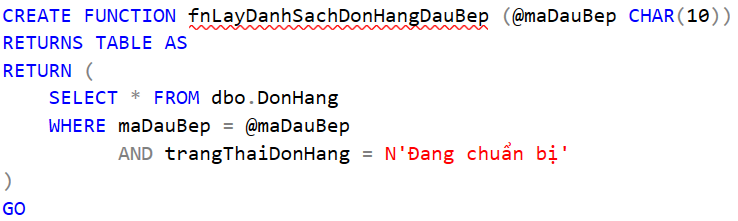 CREATE FUNCTION fnLayDanhSachDonHangDauBep (@maDauBep CHAR(10))
RETURNS TABLE AS
RETURN (
    SELECT * FROM dbo.DonHang
    WHERE maDauBep = @maDauBep
          AND trangThaiDonHang = N'Đang chuẩn bị'
)
GO